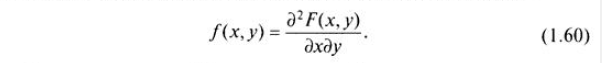 f(x, y) = ∂²F(x, y) / ∂x∂y . (1.60)